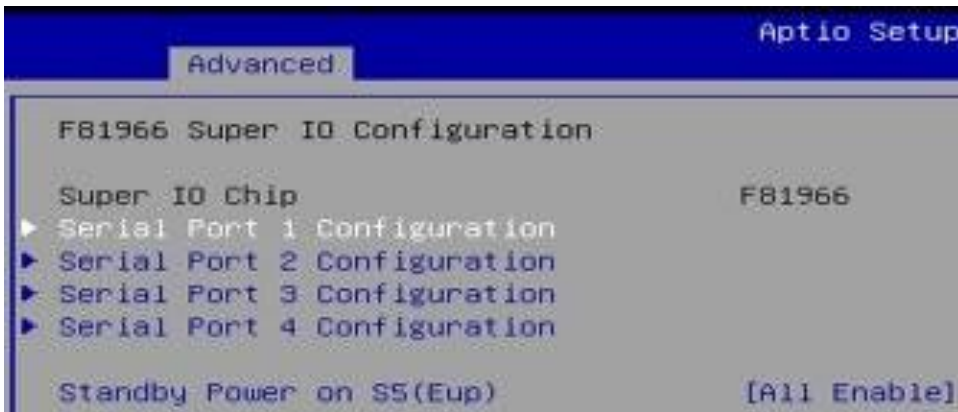 Aptio Setup
Advanced
F81966 Super IO Configuration
Super IO Chip F81966
Serial Port 1 Configuration
Serial Port 2 Configuration
Serial Port 3 Configuration
Serial Port 4 Configuration
Standby Power on S5(Eup) [All Enable]